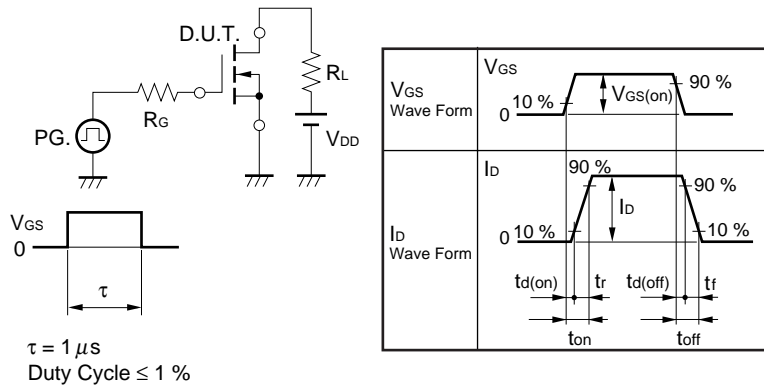 D.U.T.
RL
RG
PG.
VDD
VGS
0
τ
τ = 1 μs
Duty Cycle ≤ 1 %
VGS
Wave Form
VGS
10 %
0
VGS(on)
90 %
ID
Wave Form
ID
90 %
90 %
ID
0
10 %
10 %
td(on)
tr
td(off)
tf
ton
toff